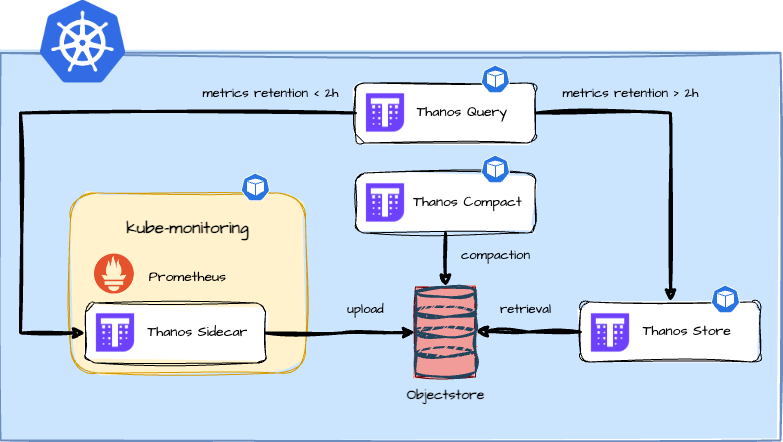 metrics retention < 2h
metrics retention > 2h
Thanos Query
Thanos Compact
kube-monitoring
compaction
Prometheus
upload
retrieval
Thanos Sidecar
Thanos Store
Objectstore